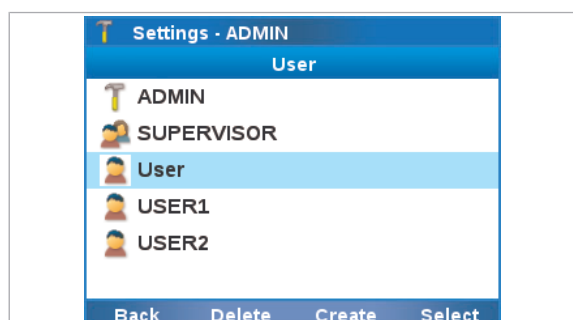 Settings - ADMIN
User
ADMIN
SUPERVISOR
User
USER1
USER2
Back Delete Create Select